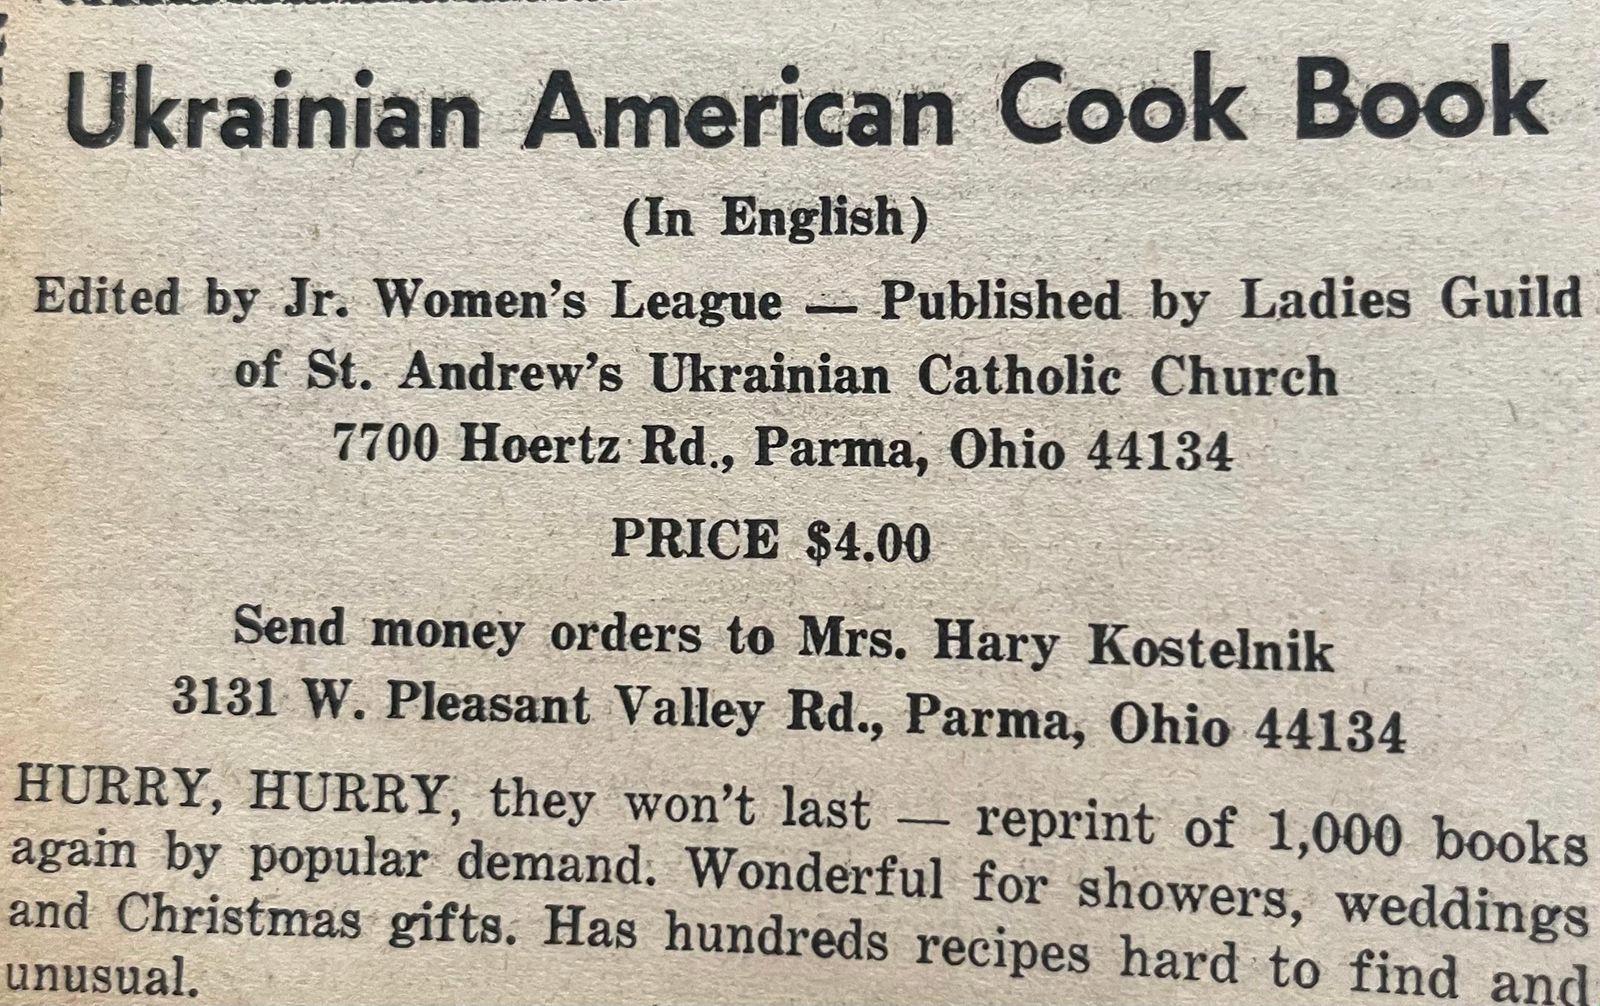 Ukrainian American Cook Book
(In English)
Edited by Jr. Women's League — Published by Ladies Guild
of St. Andrew's Ukrainian Catholic Church
7700 Hoertz Rd., Parma, Ohio 44134
PRICE $4.00
Send money orders to Mrs. Hary Kostelnik
3131 W. Pleasant Valley Rd., Parma, Ohio 44134
HURRY, HURRY, they won't last — reprint of 1,000 books
again by popular demand. Wonderful for showers, weddings
and Christmas gifts. Has hundreds recipes hard to find and
unusual.